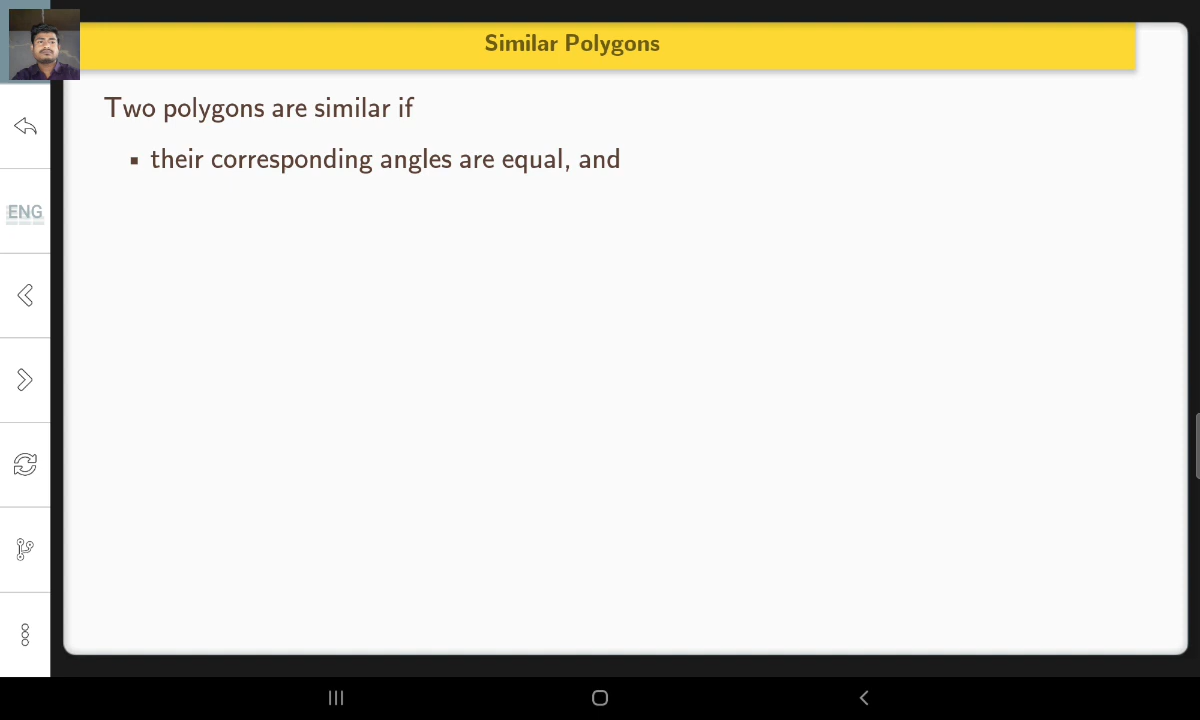 Similar Polygons
Two polygons are similar if
▪ their corresponding angles are equal, and
ENG